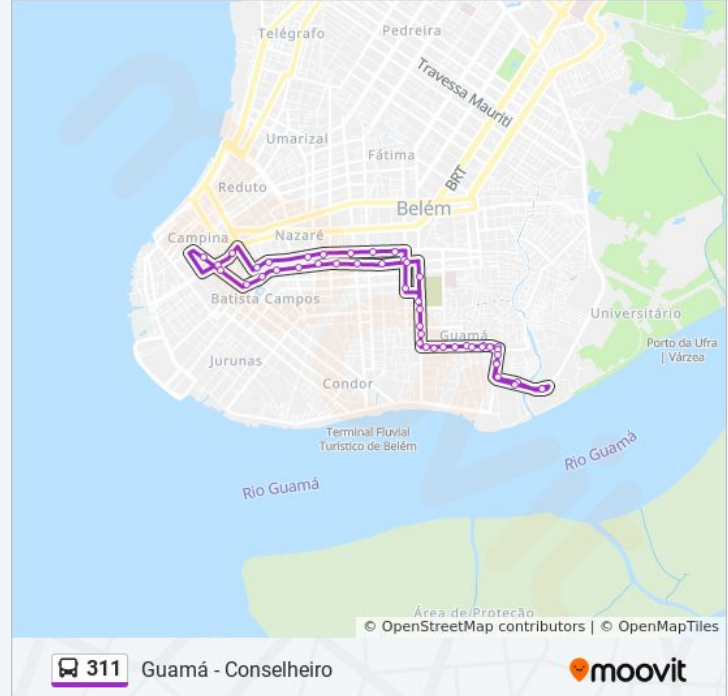 Telégrafo
Pedreira
Travessa Mauriti
Umarizal
Fátima
BRT
Reduto
Belém
Campina
Nazaré
Batista Campos
Universitário
Guamá
Porto da Ufra
| Várzea
Jurunas
Condor
Terminal Fluvial
Turístico de Belém
Rio Guamá
Rio Guamá
Área de Proteção
© OpenStreetMap contributors | © OpenMapTiles
311 Guamá - Conselheiro
moovit